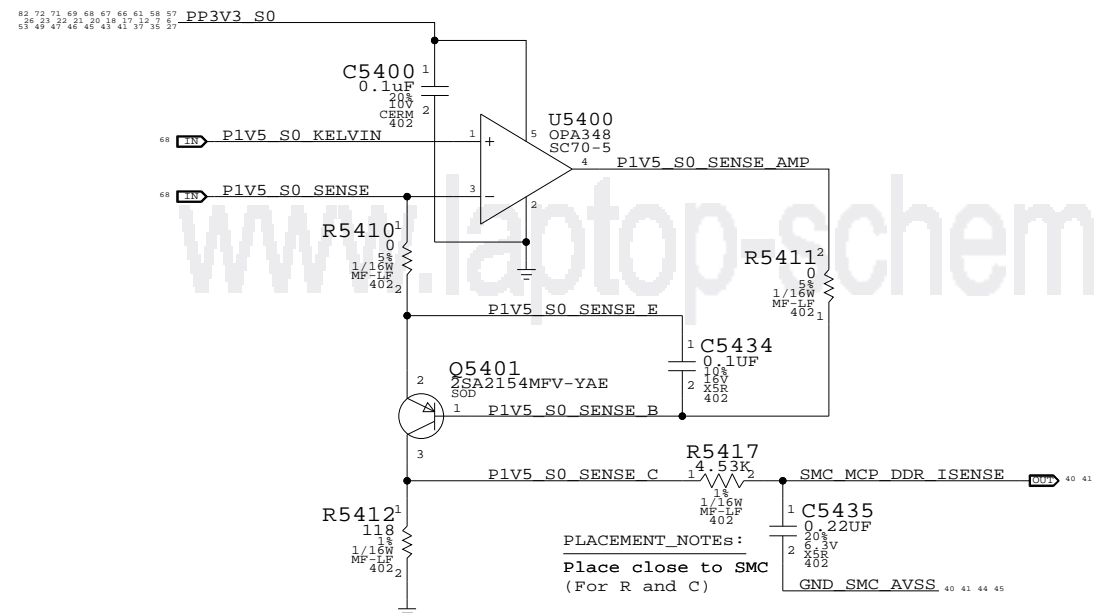 82 72 71 69 68 67 66 61 58 57
26 23 22 21 20 18 17 12 7 6
53 49 47 46 45 43 41 37 35 27
PP3V3_S0
C5400 1
0.1uF
20%
10V
CERM
402
2
U5400
OPA348
SC70-5
68 IN P1V5_S0_KELVIN 1 +
5
4 P1V5_S0_SENSE_AMP
68 IN P1V5_S0_SENSE 3 -
2
www.laptop-schem
R5410 1
0
5%
1/16W
MF-LF
402 2
R5411 2
0
5%
1/16W
MF-LF
402 1
P1V5_S0_SENSE_E
1 C5434
0.1UF
10%
16V
X5R
402
2
Q5401
2SA2154MFV-YAE
SOD
2
1 P1V5_S0_SENSE_B
3
R5417
4.53K
P1V5_S0_SENSE_C 1 2 SMC_MCP_DDR_ISENSE OUT 40 41
1%
1/16W
MF-LF
402
R5412 1
118
1%
1/16W
MF-LF
402 2
1 C5435
0.22UF
20%
6.3V
X5R
402
2
PLACEMENT_NOTEs:
Place close to SMC
(For R and C)
GND_SMC_AVSS 40 41 44 45